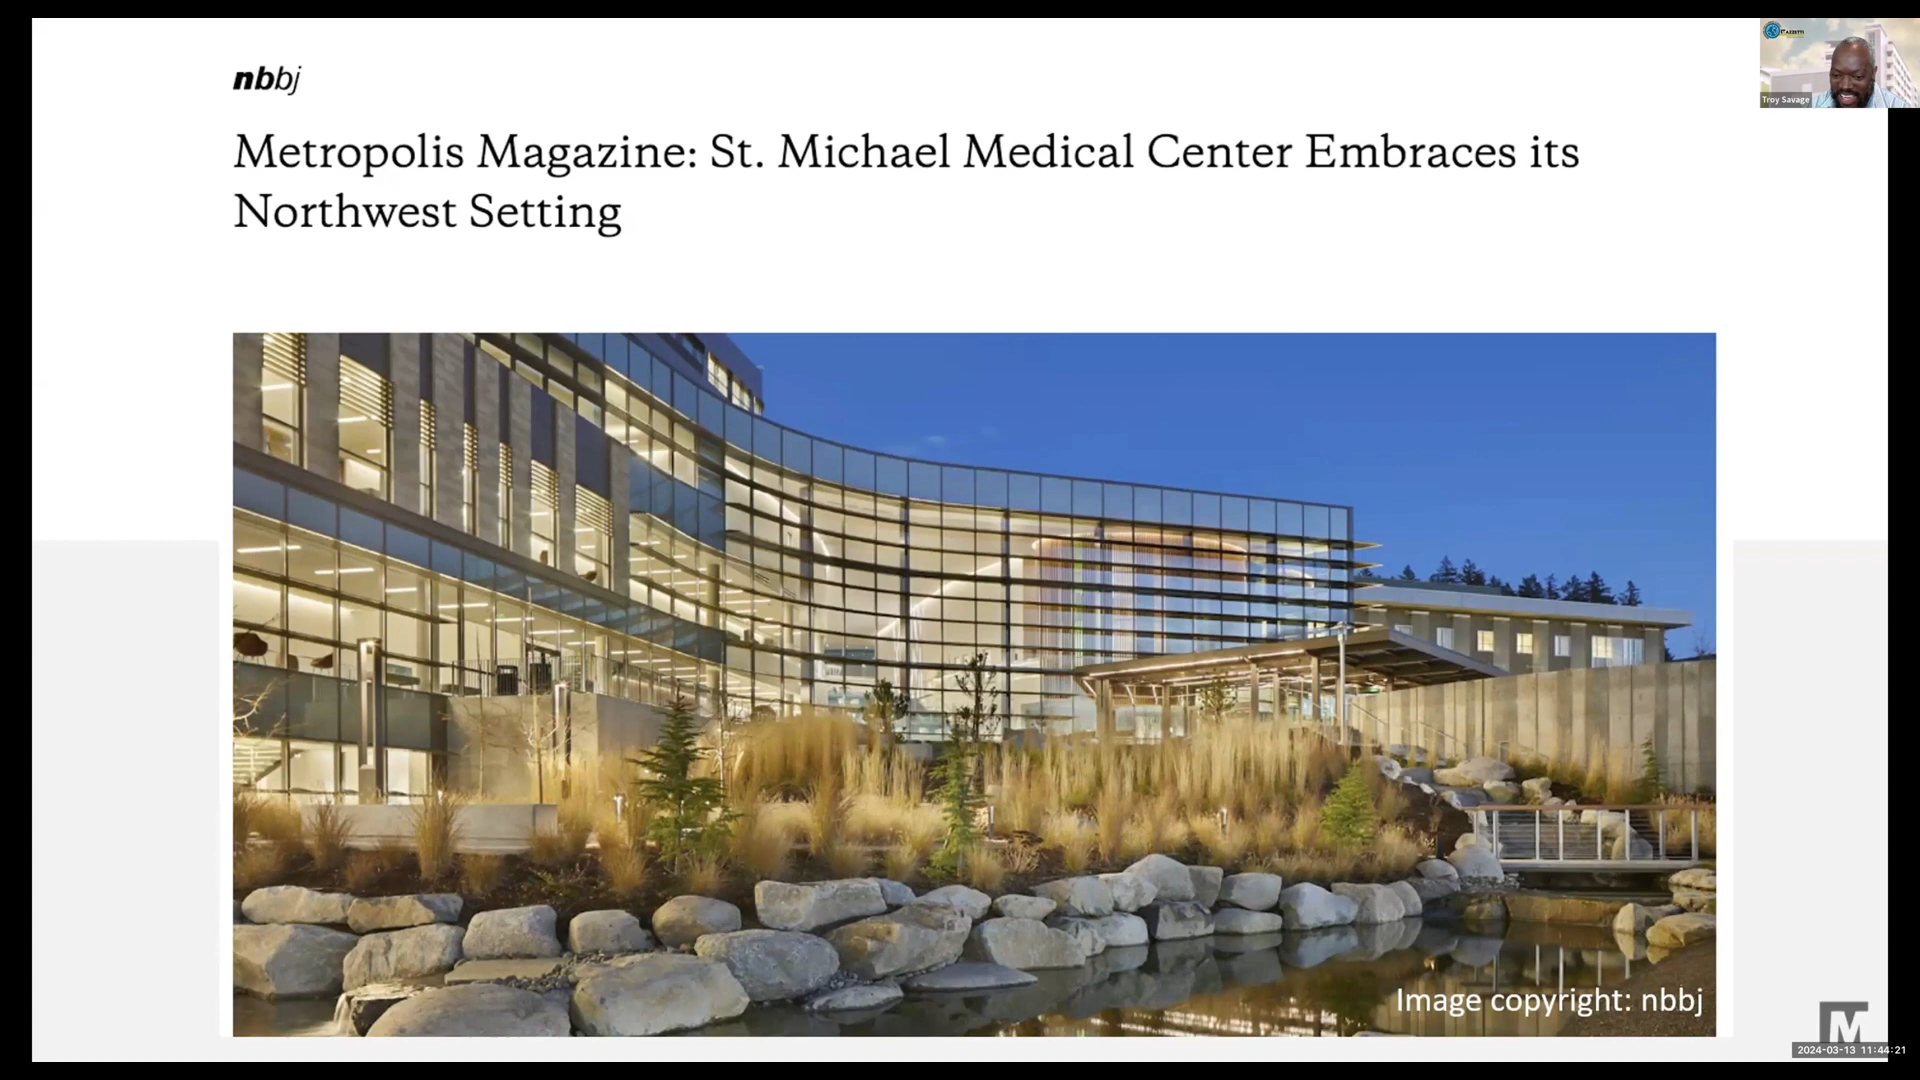 nbbj
Troy Savage
Metropolis Magazine: St. Michael Medical Center Embraces its
Northwest Setting
Image copyright: nbbj
M
2024-03-13 11:44:21